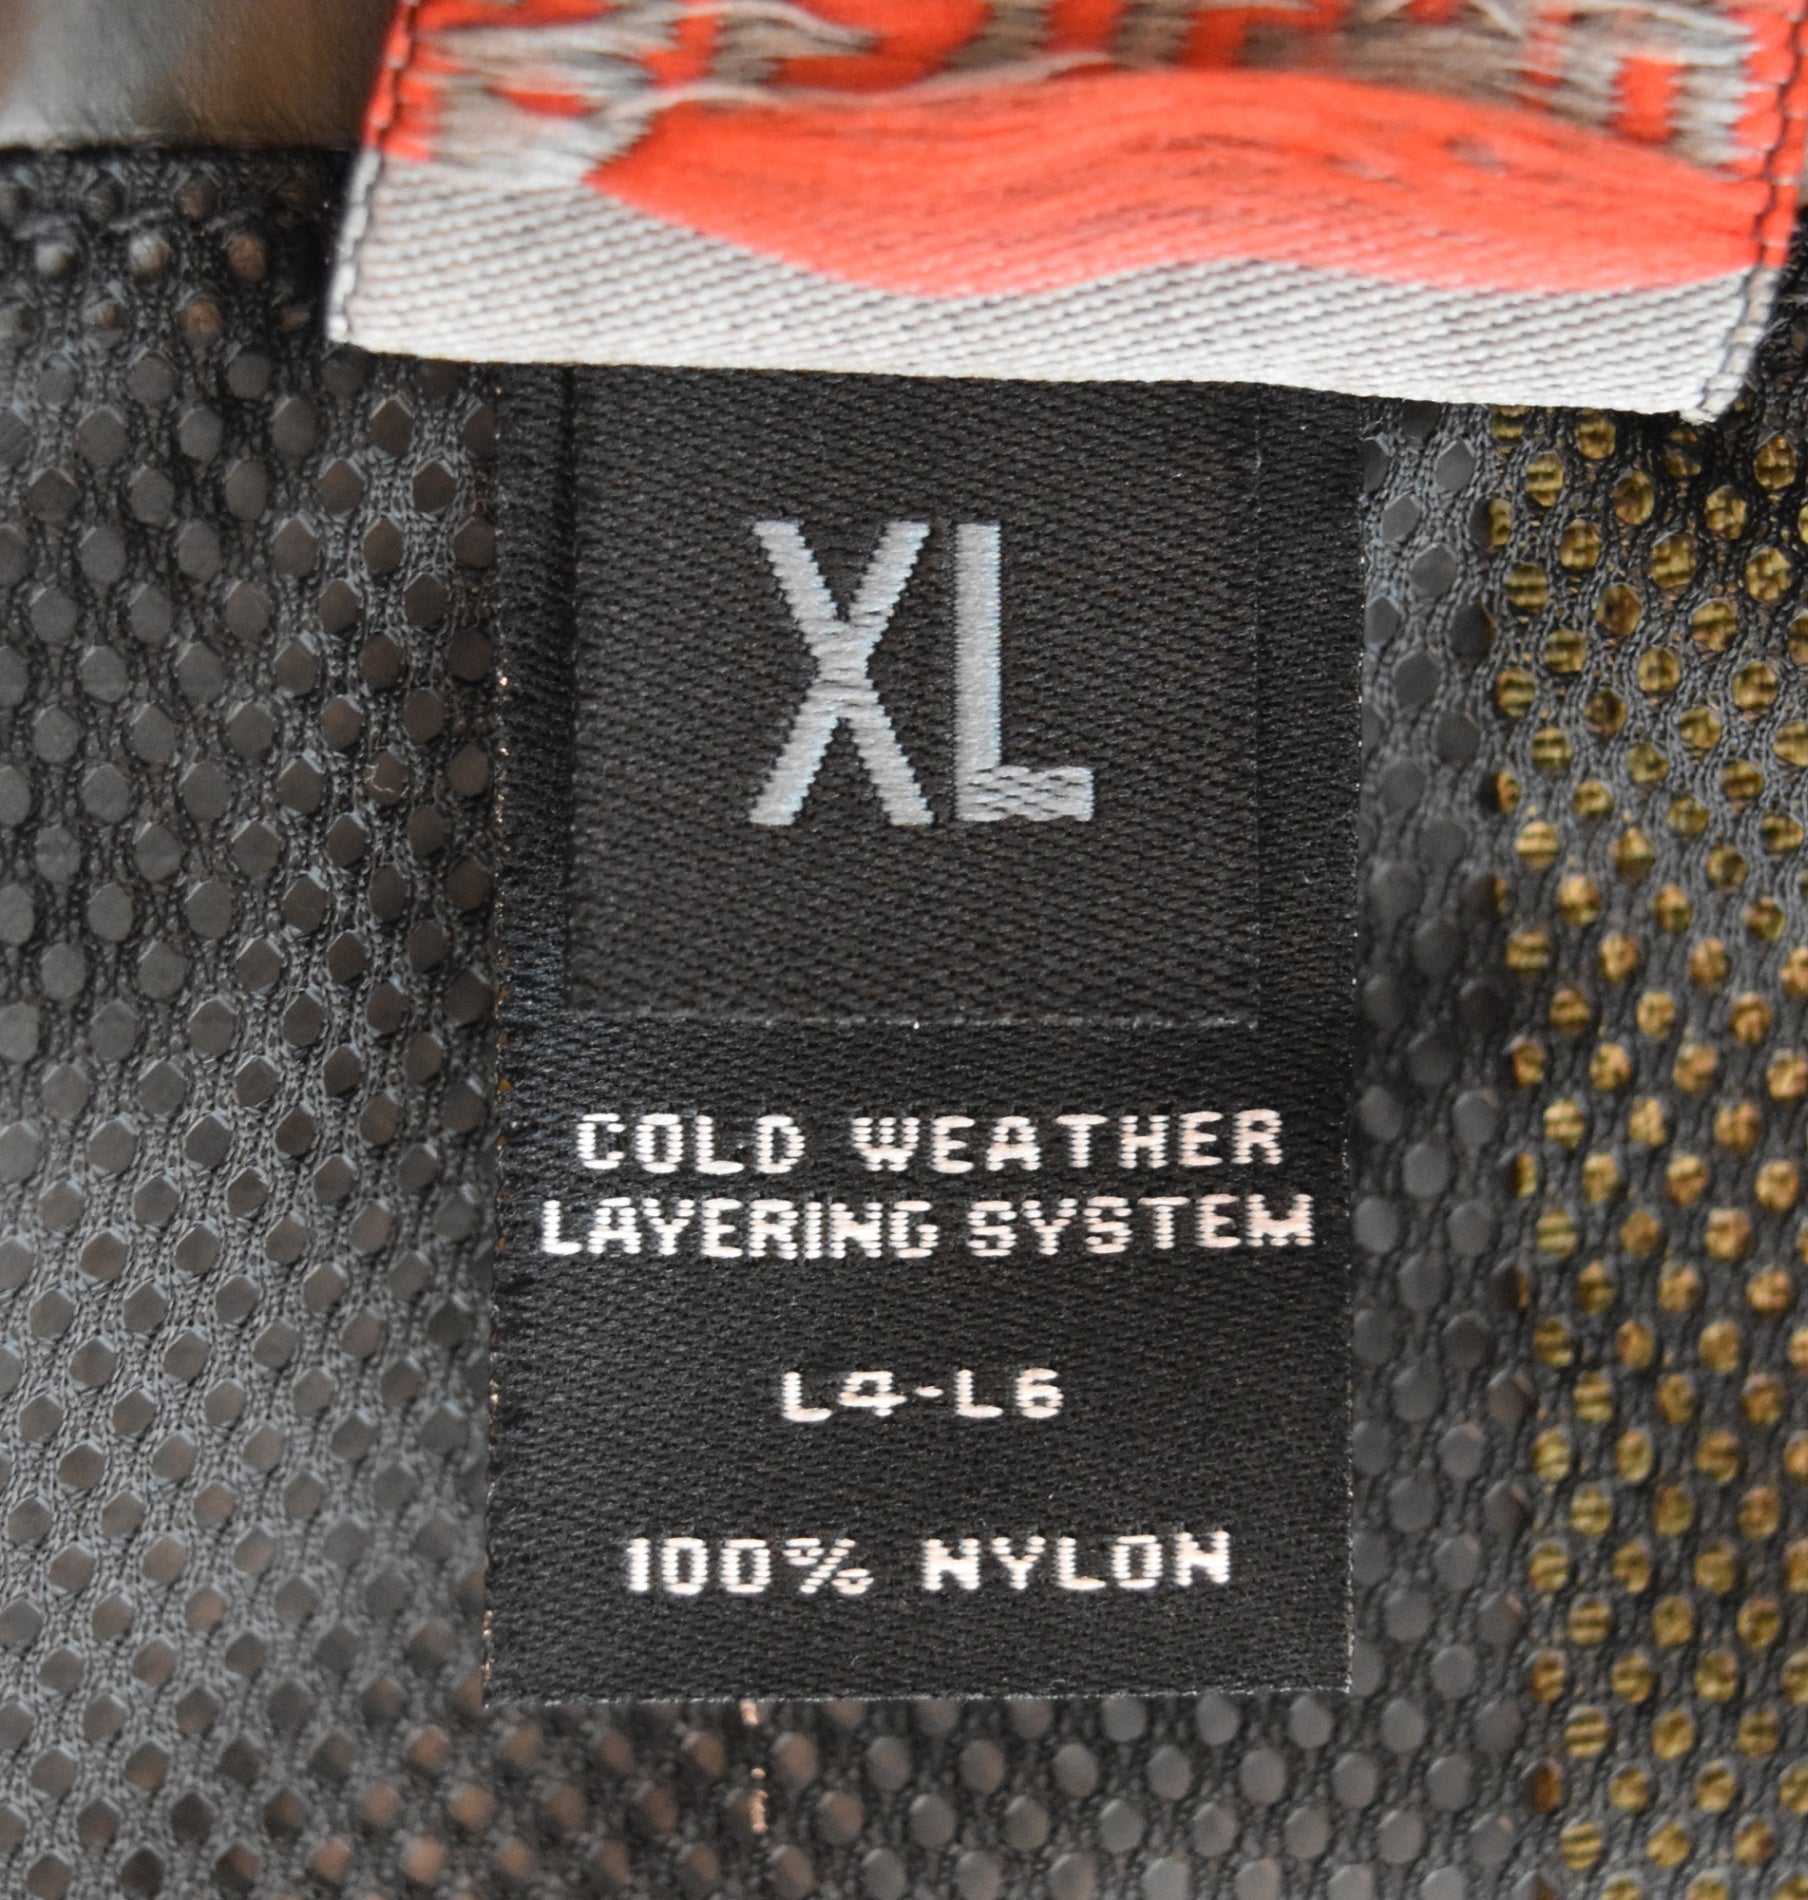 XL
COLD WEATHER
LAYERING SYSTEM
L4-L6
100% NYLON